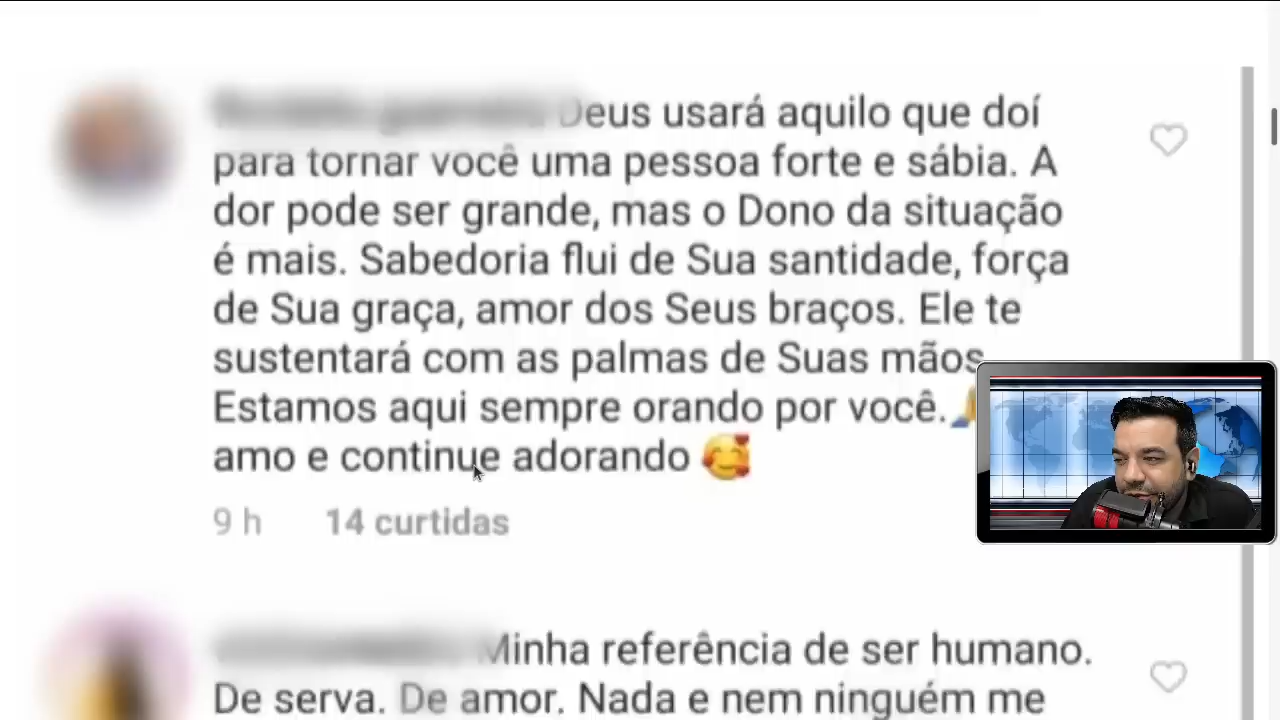 Deus usará aquilo que doí
para tornar você uma pessoa forte e sábia. A
dor pode ser grande, mas o Dono da situação
é mais. Sabedoria flui de Sua santidade, força
de Sua graça, amor dos Seus braços. Ele te
sustentará com as palmas de Suas mãos
Estamos aqui sempre orando por você.
amo e continue adorando 🥰
9 h 14 curtidas
Minha referência de ser humano.
De serva. De amor. Nada e nem ninguém me